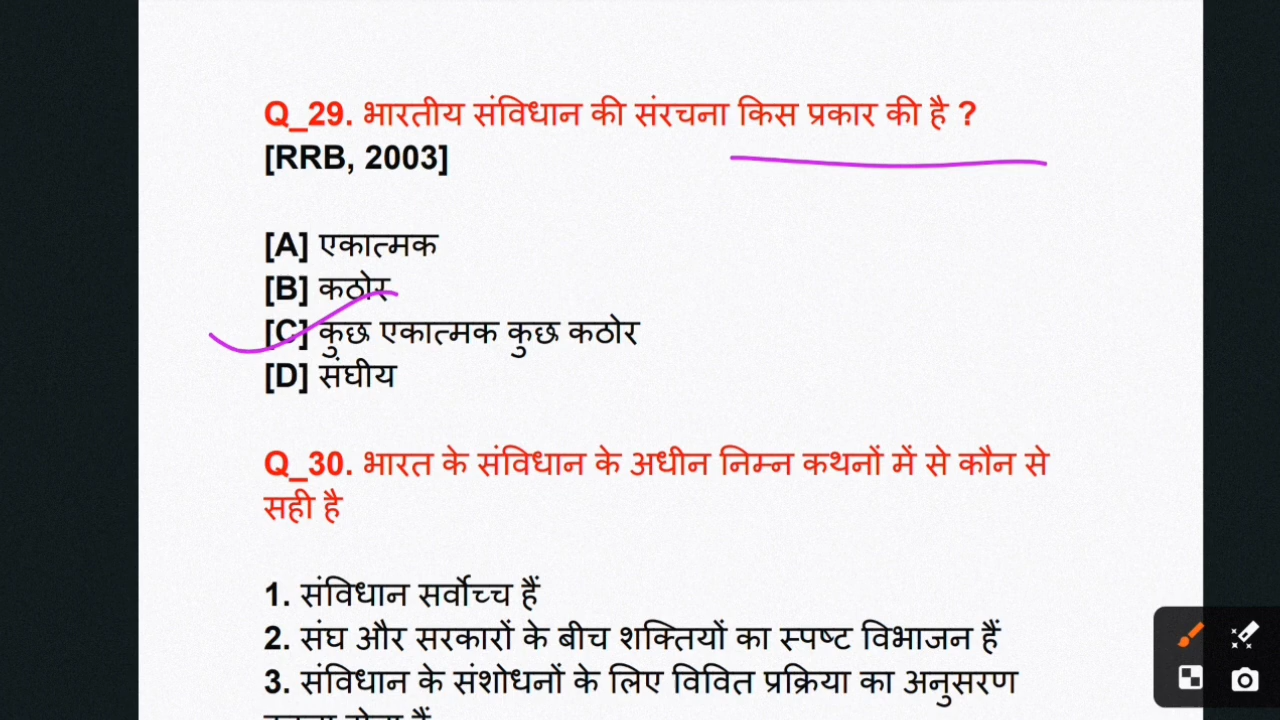 Q_29. भारतीय संविधान की संरचना किस प्रकार की है ?
[RRB, 2003]
[A] एकात्मक
[B] कठोर
[C] कुछ एकात्मक कुछ कठोर
[D] संघीय
Q_30. भारत के संविधान के अधीन निम्न कथनों में से कौन से
सही है
1. संविधान सर्वोच्च हैं
2. संघ और सरकारों के बीच शक्तियों का स्पष्ट विभाजन हैं
3. संविधान के संशोधनों के लिए विवित प्रक्रिया का अनुसरण